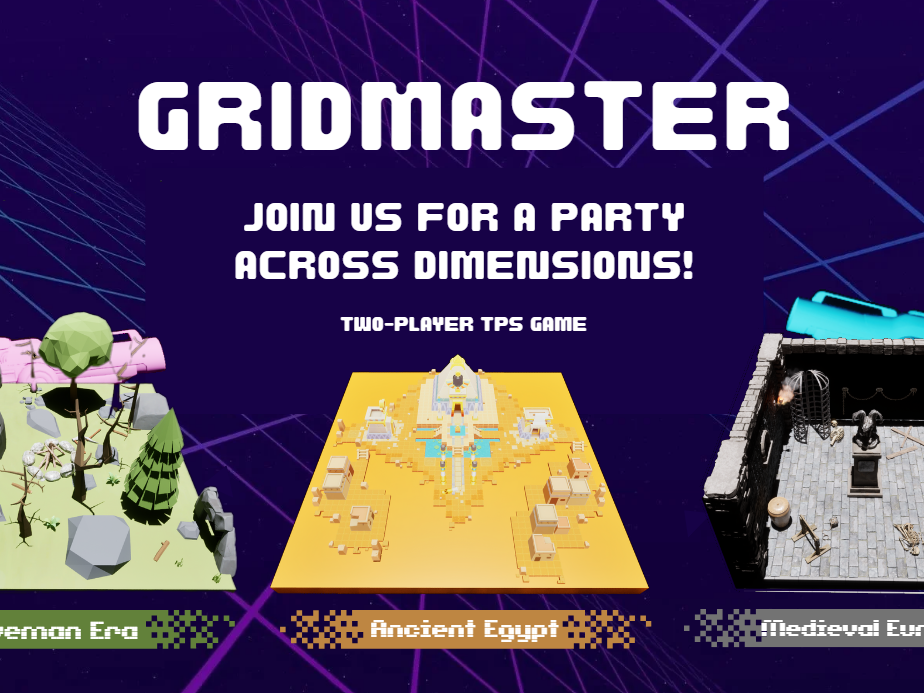 GRIDMASTER
JOIN US FOR A PARTY
ACROSS DIMENSIONS!
TWO-PLAYER TPS GAME
veman Era
Ancient Egypt
Medieval Eur